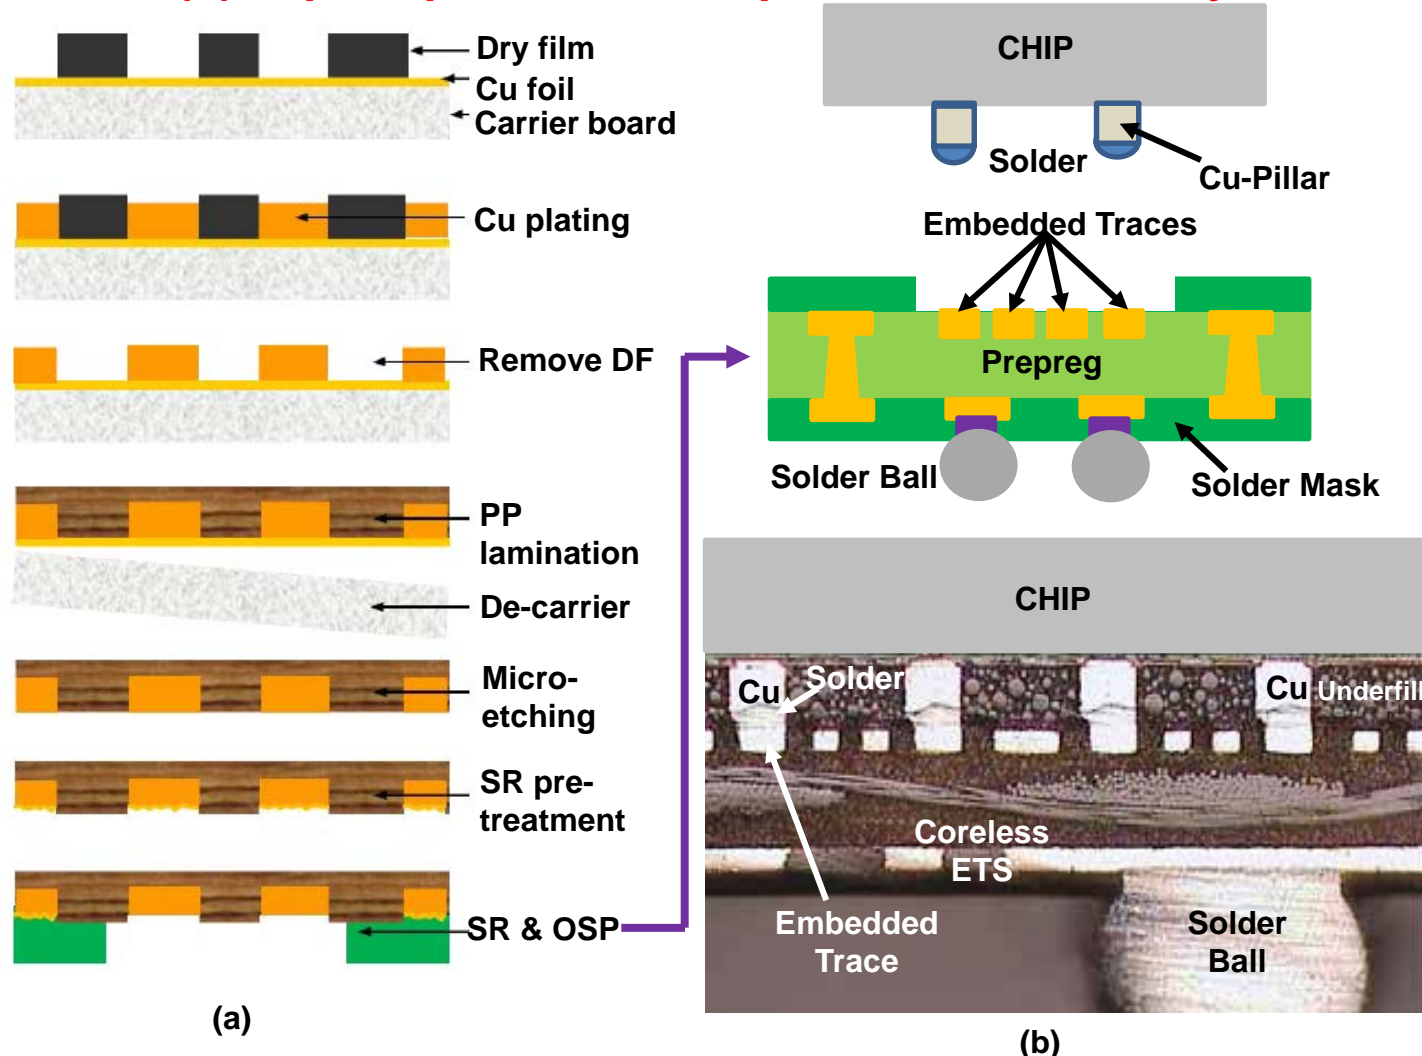 Dry film
Cu foil
Carrier board
Cu plating
Remove DF
PP
lamination
De-carrier
Micro-
etching
SR pre-
treatment
SR & OSP
(a)
CHIP
Solder
Cu-Pillar
Embedded Traces
Prepreg
Solder Ball
Solder Mask
CHIP
Cu
Solder
Cu
Underfill
Coreless
ETS
Embedded
Trace
Solder
Ball
(b)